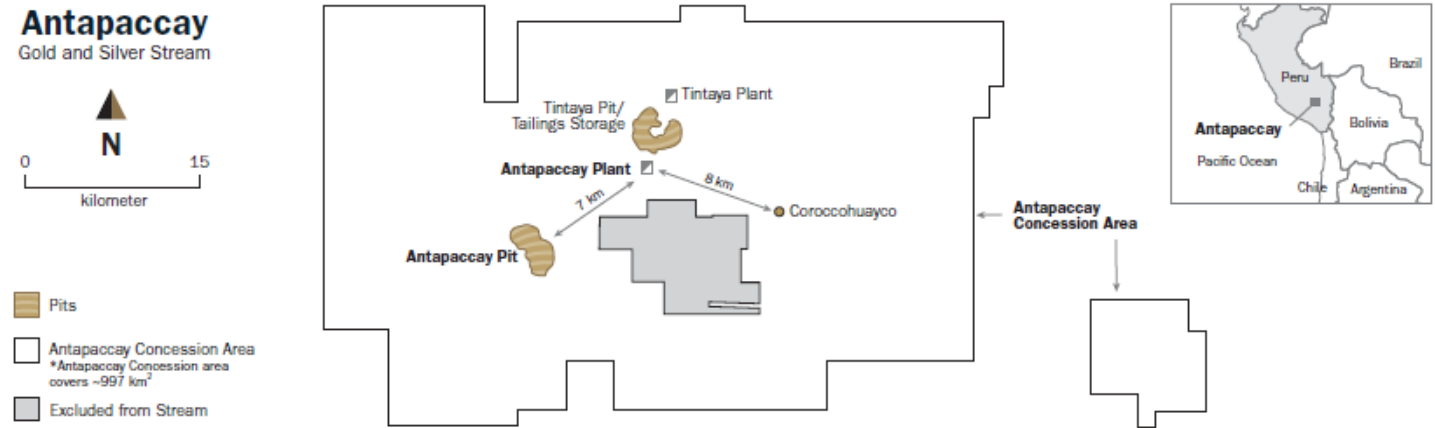 Antapaccay
Gold and Silver Stream
N
0 15
kilometer
Pits
Antapaccay Concession Area
*Antapaccay Concession area
covers ~997 km²
Excluded from Stream
Tintaya Plant
Tintaya Pit/
Tailings Storage
Antapaccay Plant
7 km
8 km
Coroccohuayco
Antapaccay Pit
Antapaccay
Concession Area
Peru
Brazil
Antapaccay
Bolivia
Pacific Ocean
Chile
Argentina